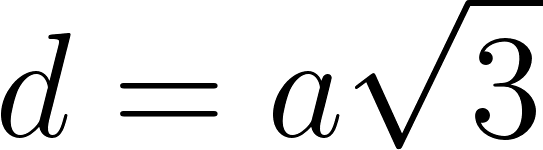 d = a√3